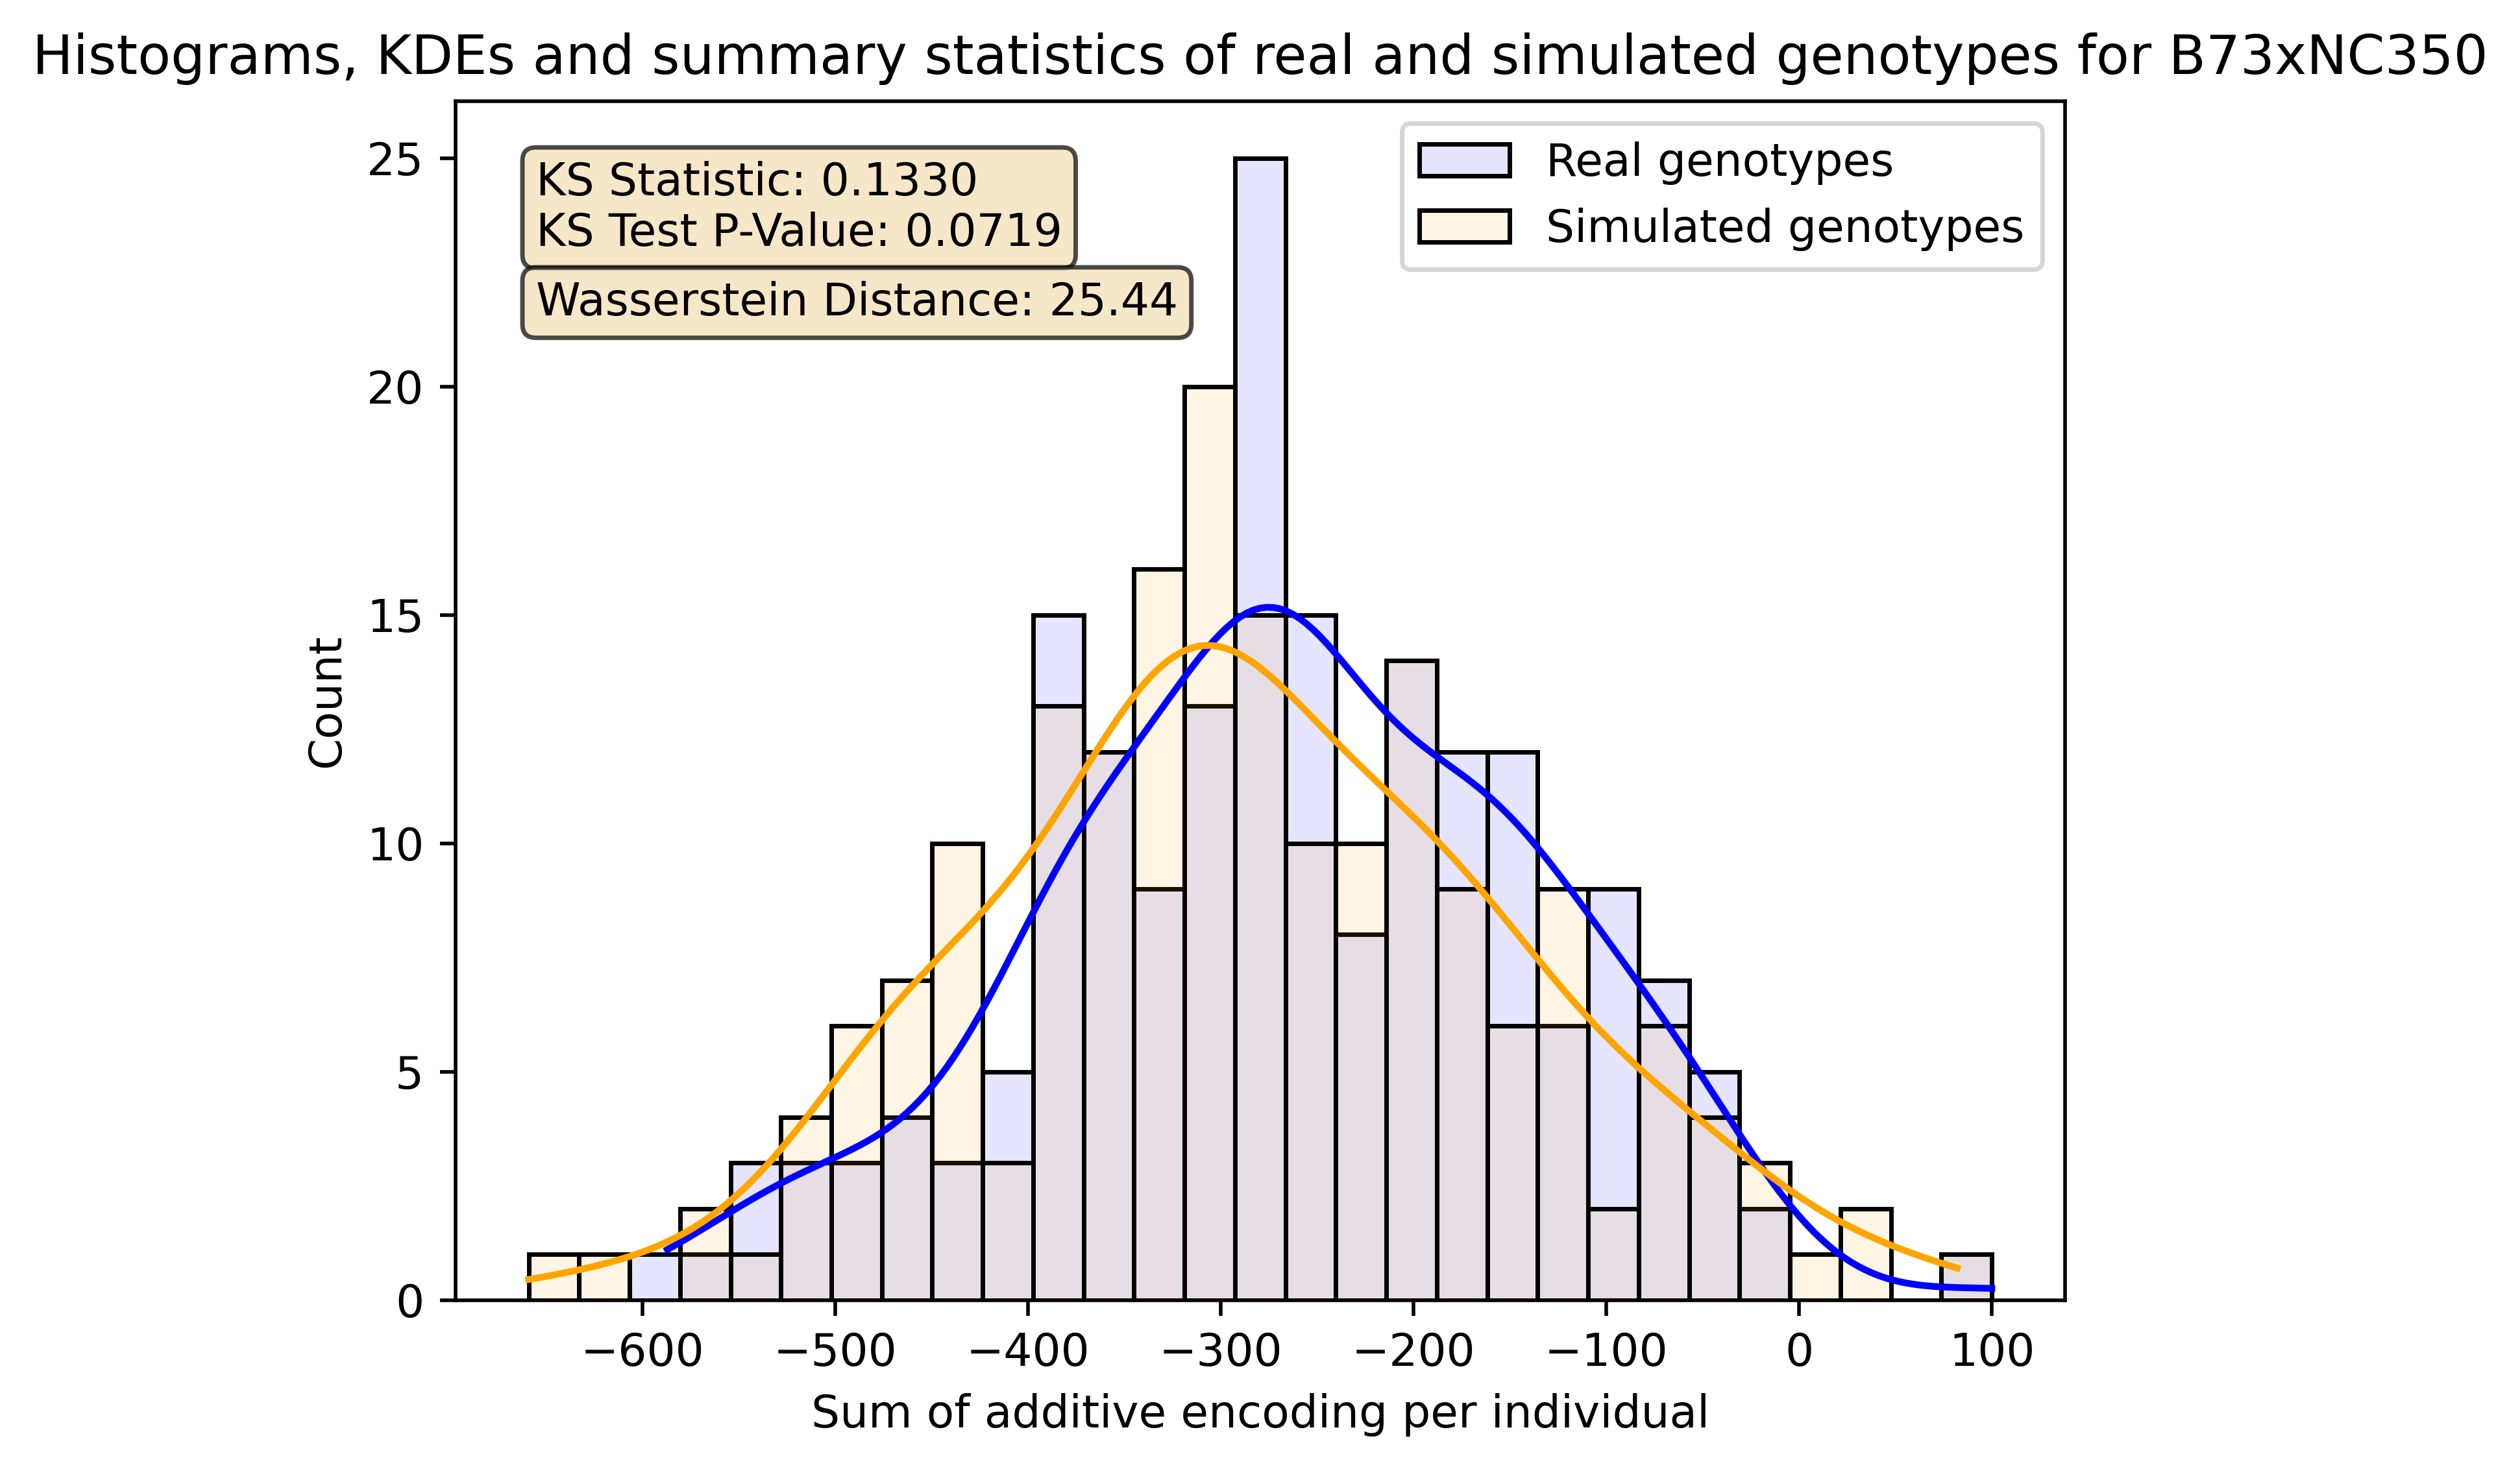 Histograms, KDEs and summary statistics of real and simulated genotypes for B73xNC350
KS Statistic: 0.1330
KS Test P-Value: 0.0719
Wasserstein Distance: 25.44
Real genotypes
Simulated genotypes
Count
25
20
15
10
5
0
−600 −500 −400 −300 −200 −100 0 100
Sum of additive encoding per individual